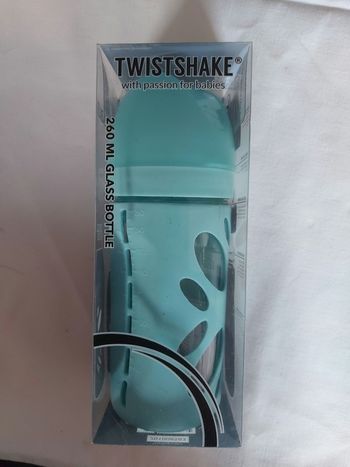 TWISTSHAKE®
with passion for babies
260 ML GLASS BOTTLE